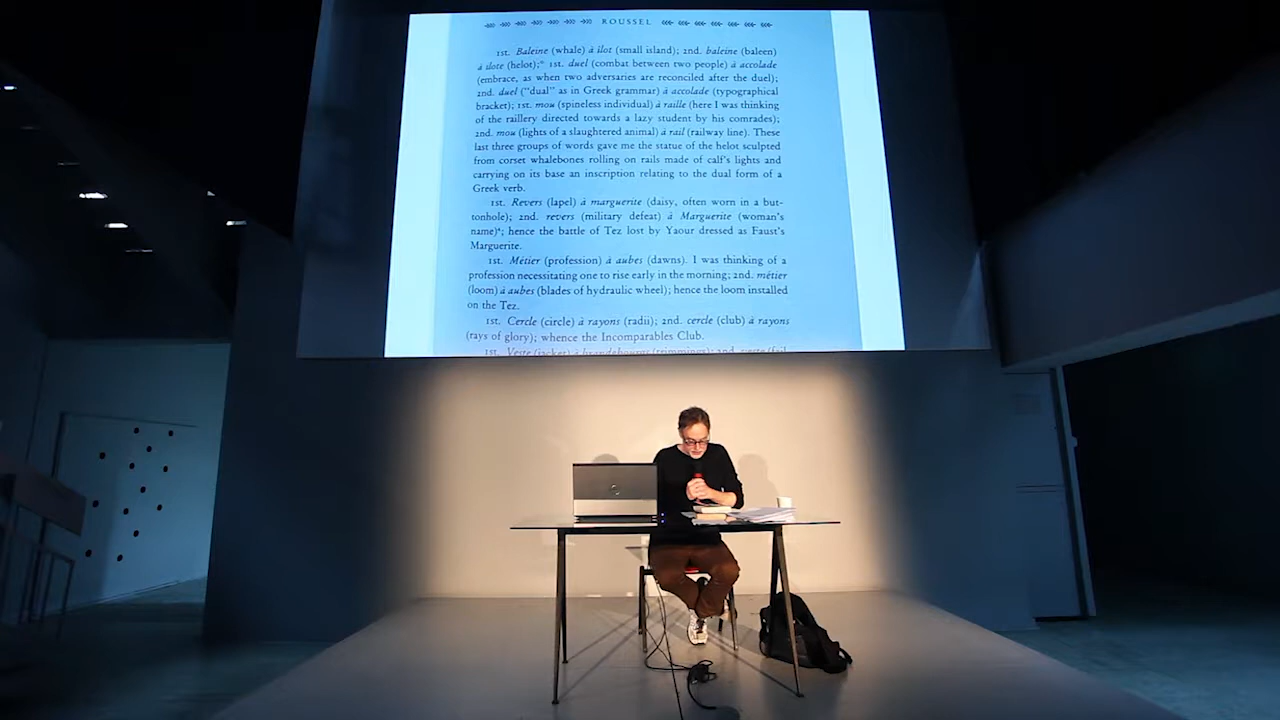 ROUSSEL
1st. Baleine (whale) à îlot (small island); 2nd. baleine (baleen)
à ilote (helot);* 1st. duel (combat between two people) à accolade
(embrace, as when two adversaries are reconciled after the duel);
2nd. duel ("dual" as in Greek grammar) à accolade (typographical
bracket); 1st. mou (spineless individual) à raille (here I was thinking
of the raillery directed towards a lazy student by his comrades);
2nd. mou (lights of a slaughtered animal) à rail (railway line). These
last three groups of words gave me the statue of the helot sculpted
from corset whalebones rolling on rails made of calf's lights and
carrying on its base an inscription relating to the dual form of a
Greek verb.
1st. Revers (lapel) à marguerite (daisy, often worn in a but-
tonhole); 2nd. revers (military defeat) à Marguerite (woman's
name)*; hence the battle of Tez lost by Yaour dressed as Faust's
Marguerite.
1st. Métier (profession) à aubes (dawns). I was thinking of a
profession necessitating one to rise early in the morning; 2nd. métier
(loom) à aubes (blades of hydraulic wheel); hence the loom installed
on the Tez.
1st. Cercle (circle) à rayons (radii); 2nd. cercle (club) à rayons
(rays of glory); whence the Incomparables Club.
1st. Veste (jacket) à brandebourgs (trimmings); 2nd. veste (fail